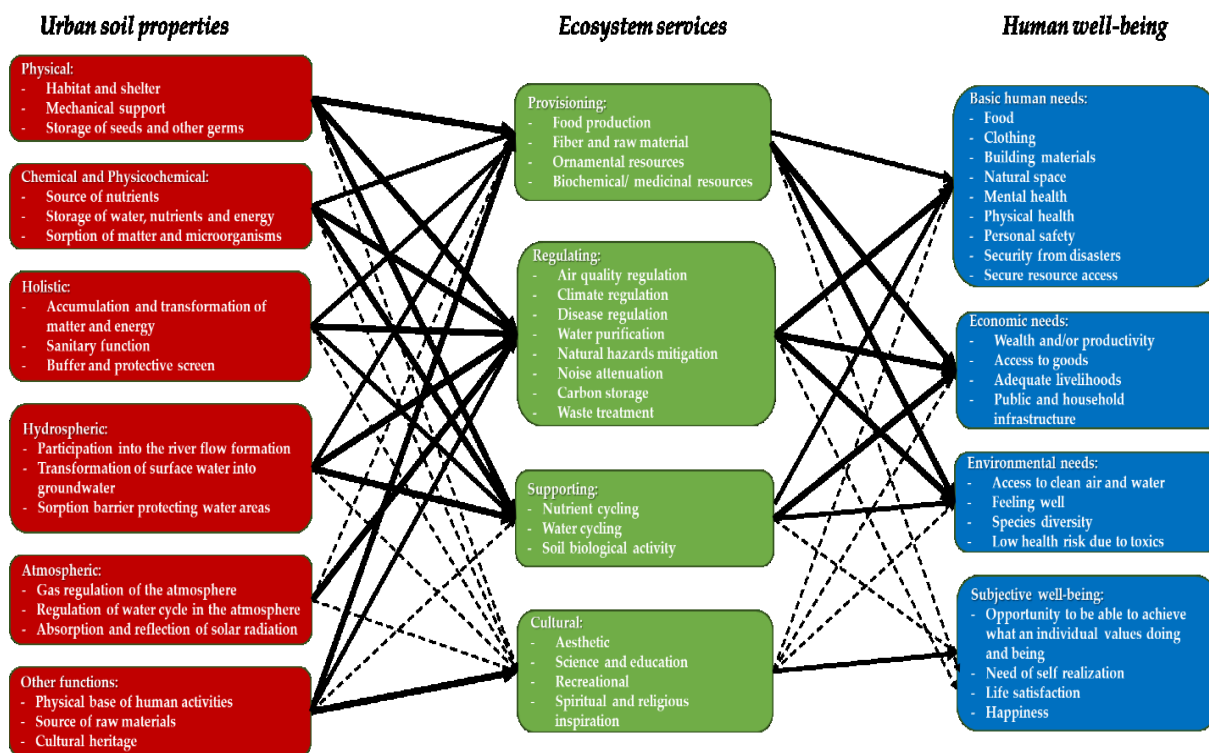 Urban soil properties
Physical:
- Habitat and shelter
- Mechanical support
- Storage of seeds and other germs
Chemical and Physicochemical:
- Source of nutrients
- Storage of water, nutrients and energy
- Sorption of matter and microorganisms
Holistic:
- Accumulation and transformation of
matter and energy
- Sanitary function
- Buffer and protective screen
Hydrospheric:
- Participation into the river flow formation
- Transformation of surface water into
groundwater
- Sorption barrier protecting water areas
Atmospheric:
- Gas regulation of the atmosphere
- Regulation of water cycle in the atmosphere
- Absorption and reflection of solar radiation
Other functions:
- Physical base of human activities
- Source of raw materials
- Cultural heritage
Ecosystem services
Provisioning:
- Food production
- Fiber and raw material
- Ornamental resources
- Biochemical/ medicinal resources
Regulating:
- Air quality regulation
- Climate regulation
- Disease regulation
- Water purification
- Natural hazards mitigation
- Noise attenuation
- Carbon storage
- Waste treatment
Supporting:
- Nutrient cycling
- Water cycling
- Soil biological activity
Cultural:
- Aesthetic
- Science and education
- Recreational
- Spiritual and religious
inspiration
Human well-being
Basic human needs:
- Food
- Clothing
- Building materials
- Natural space
- Mental health
- Physical health
- Personal safety
- Security from disasters
- Secure resource access
Economic needs:
- Wealth and/or productivity
- Access to goods
- Adequate livelihoods
- Public and household
infrastructure
Environmental needs:
- Access to clean air and water
- Feeling well
- Species diversity
- Low health risk due to toxics
Subjective well-being:
- Opportunity to be able to achieve
what an individual values doing
and being
- Need of self realization
- Life satisfaction
- Happiness